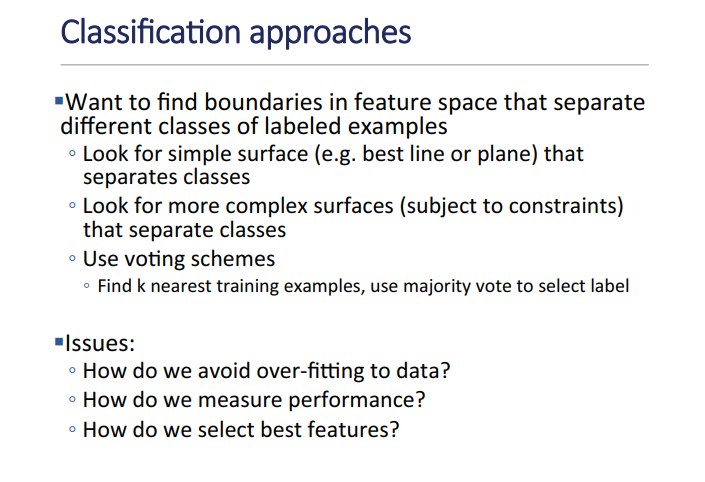 Classification approaches
▪Want to find boundaries in feature space that separate
different classes of labeled examples
◦ Look for simple surface (e.g. best line or plane) that
separates classes
◦ Look for more complex surfaces (subject to constraints)
that separate classes
◦ Use voting schemes
◦ Find k nearest training examples, use majority vote to select label
▪Issues:
◦ How do we avoid over-fitting to data?
◦ How do we measure performance?
◦ How do we select best features?